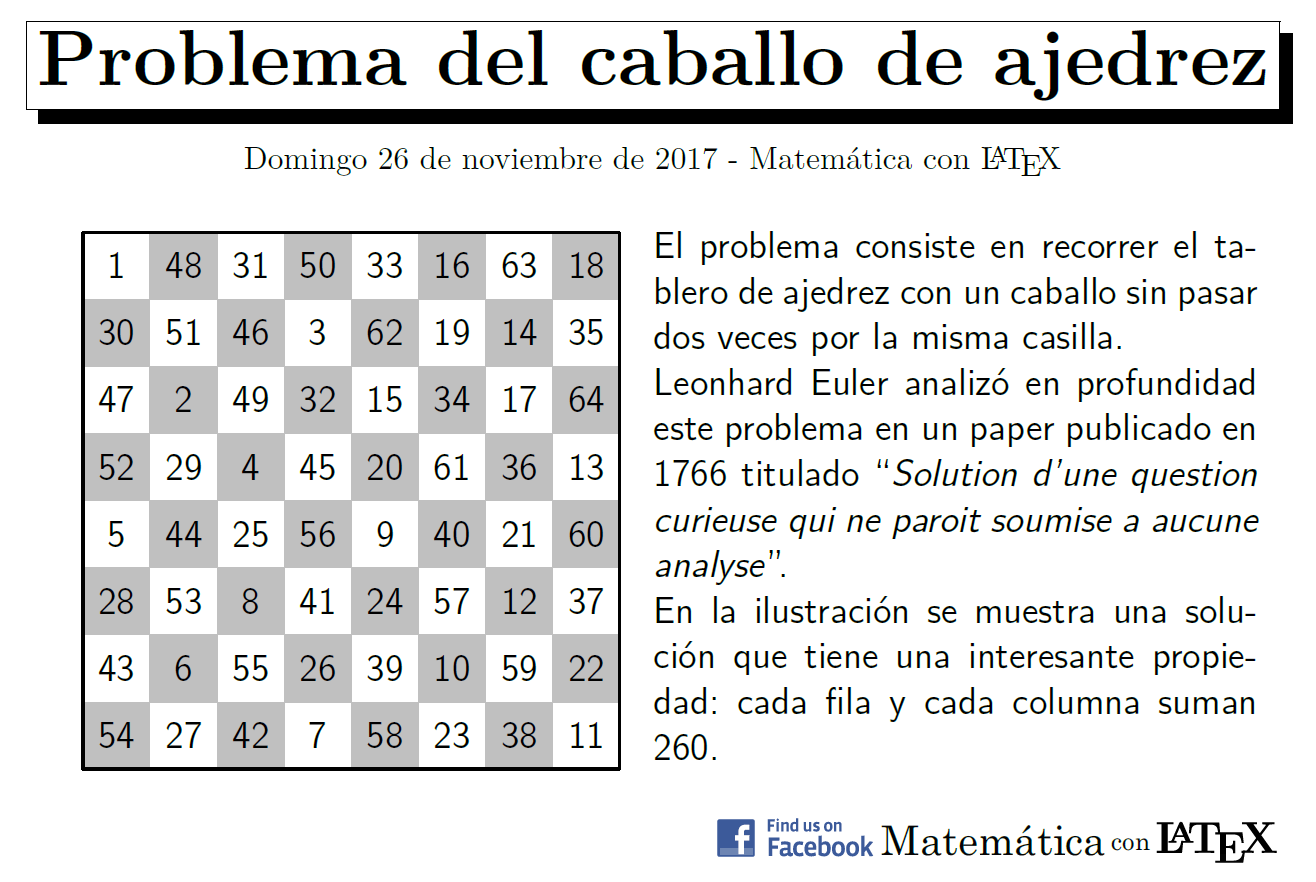 Problema del caballo de ajedrez
Domingo 26 de noviembre de 2017 - Matemática con LATEX
1 48 31 50 33 16 63 18
30 51 46 3 62 19 14 35
47 2 49 32 15 34 17 64
52 29 4 45 20 61 36 13
5 44 25 56 9 40 21 60
28 53 8 41 24 57 12 37
43 6 55 26 39 10 59 22
54 27 42 7 58 23 38 11
El problema consiste en recorrer el ta-
blero de ajedrez con un caballo sin pasar
dos veces por la misma casilla.
Leonhard Euler analizó en profundidad
este problema en un paper publicado en
1766 titulado “Solution d’une question
curieuse qui ne paroit soumise a aucune
analyse”.
En la ilustración se muestra una solu-
ción que tiene una interesante propie-
dad: cada fila y cada columna suman
260.
f Find us on
Facebook
Matemática con LATEX